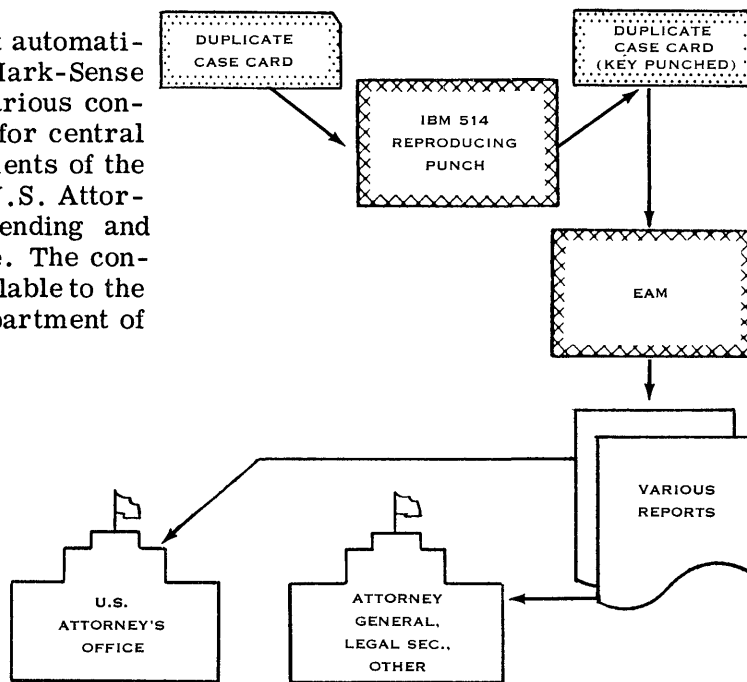 t automati-
Mark-Sense
arious con-
for central
ents of the
U.S. Attor-
ending and
e. The con-
lable to the
partment of
DUPLICATE
CASE CARD
IBM 514
REPRODUCING
PUNCH
DUPLICATE
CASE CARD
(KEY PUNCHED)
EAM
VARIOUS
REPORTS
U.S.
ATTORNEY'S
OFFICE
ATTORNEY
GENERAL,
LEGAL SEC.,
OTHER